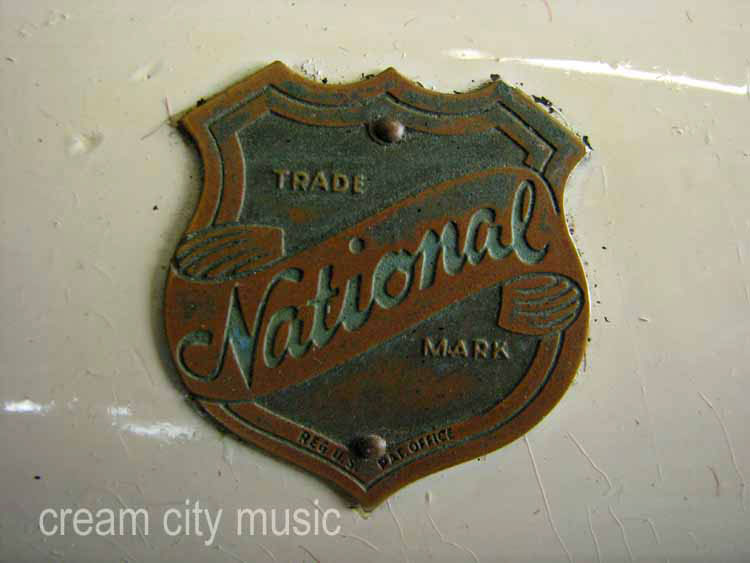 TRADE
National
MARK
REG. U.S. PAT. OFFICE
cream city music